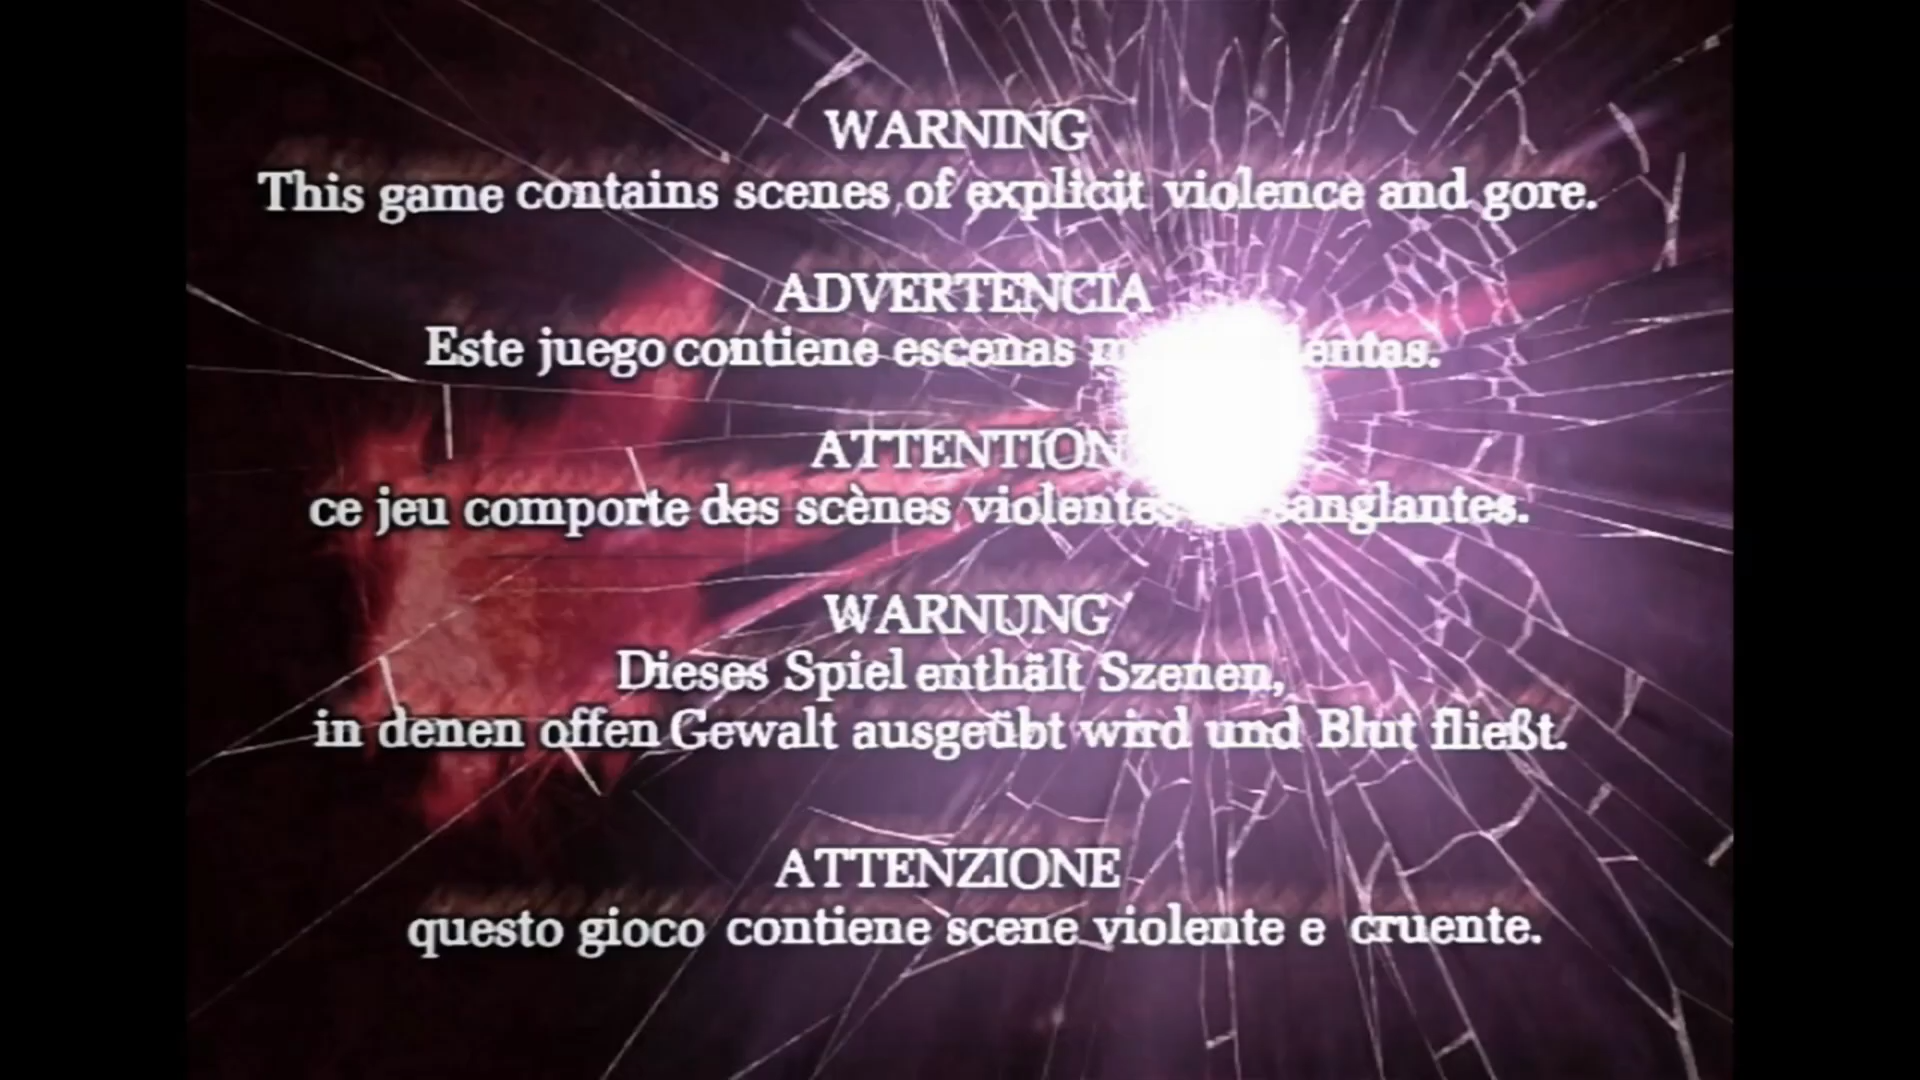 WARNING
This game contains scenes of explicit violence and gore.
ADVERTENCIA
Este juego contiene escenas
ATTENTION
ce jeu comporte des scènes violentes sanglantes.
WARNUNG
Dieses Spiel enthält Szenen,
in denen offen Gewalt ausgeübt wird und Blut fließt.
ATTENZIONE
questo gioco contiene scene violente e cruente.